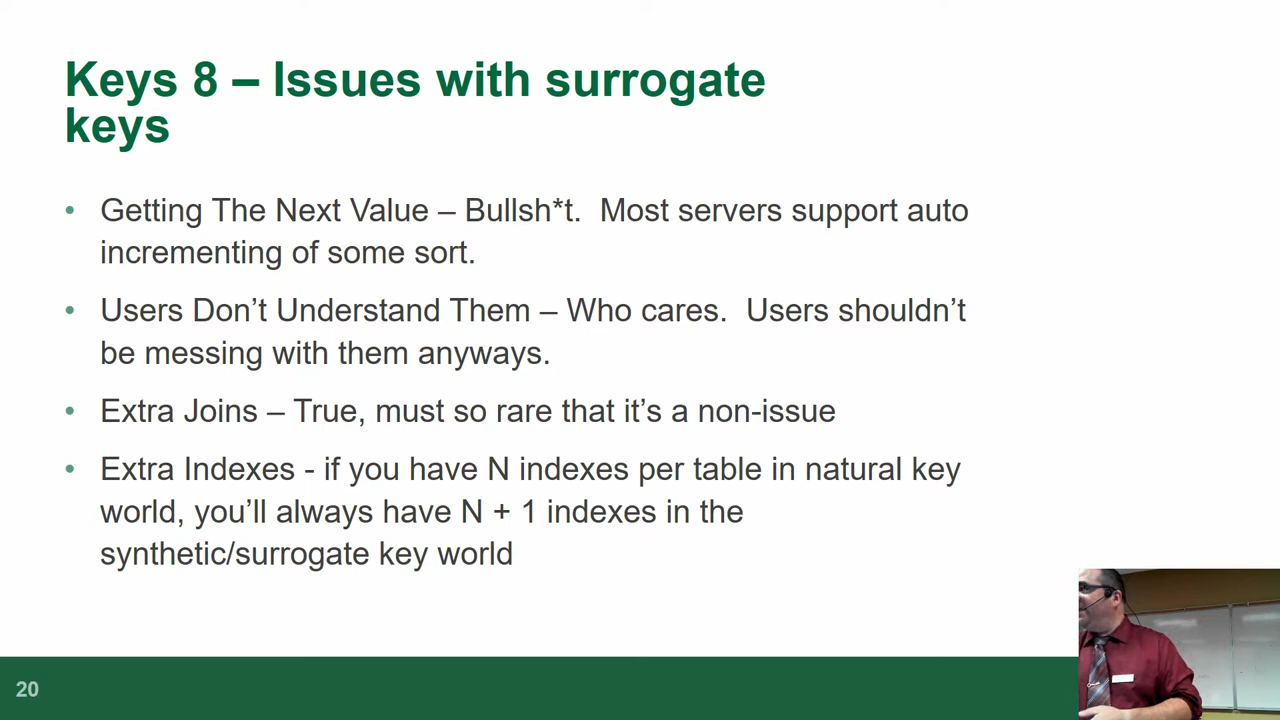 Keys 8 – Issues with surrogate
keys
• Getting The Next Value – Bullsh*t.  Most servers support auto
incrementing of some sort.
• Users Don’t Understand Them – Who cares.  Users shouldn’t
be messing with them anyways.
• Extra Joins – True, must so rare that it’s a non-issue
• Extra Indexes - if you have N indexes per table in natural key
world, you’ll always have N + 1 indexes in the
synthetic/surrogate key world
20